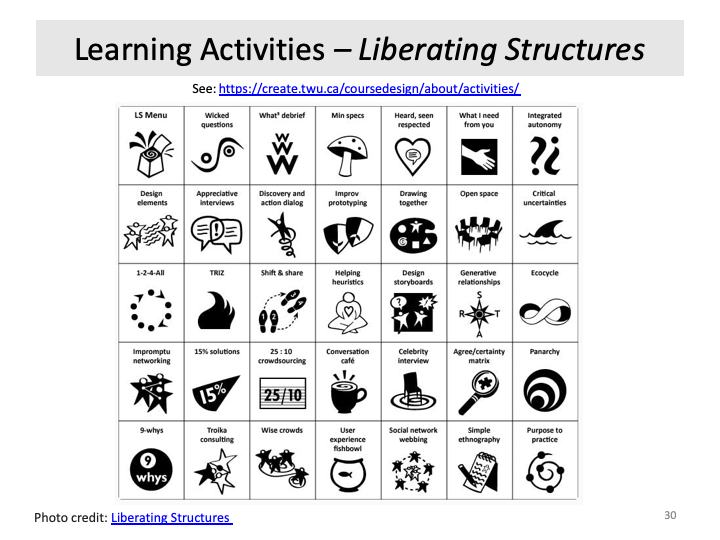 Learning Activities – Liberating Structures
See: https://create.twu.ca/coursedesign/about/activities/
LS Menu
Wicked
questions
What³ debrief
Min specs
Heard, seen
respected
What I need
from you
Integrated
autonomy
W
W
W
Design
elements
Appreciative
interviews
Discovery and
action dialog
Improv
prototyping
Drawing
together
Open space
Critical
uncertainties
!
1-2-4-All
TRIZ
Shift & share
Helping
heuristics
Design
storyboards
Generative
relationships
Ecocycle
?
S
R T
A
Impromptu
networking
15% solutions
25 : 10
crowdsourcing
Conversation
café
Celebrity
interview
Agree/certainty
matrix
Panarchy
15%
25/10
9-whys
Troika
consulting
Wise crowds
User
experience
fishbowl
Social network
webbing
Simple
ethnography
Purpose to
practice
9
whys
Photo credit: Liberating Structures
30